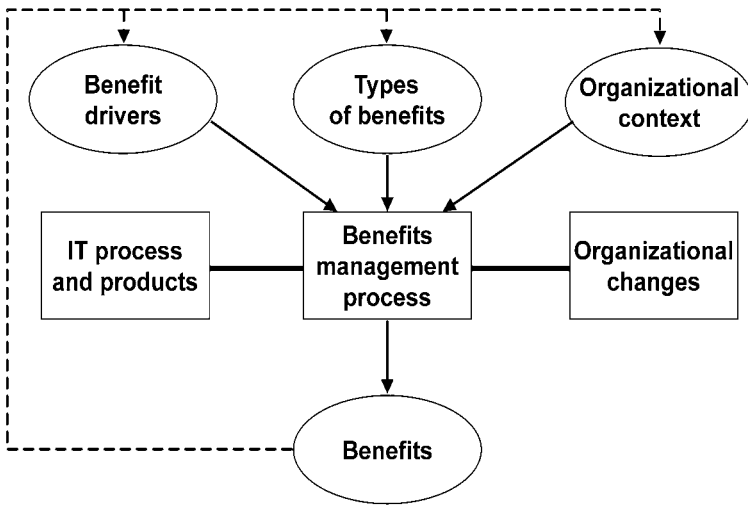 Benefit
drivers
Types
of benefits
Organizational
context
IT process
and products
Benefits
management
process
Organizational
changes
Benefits